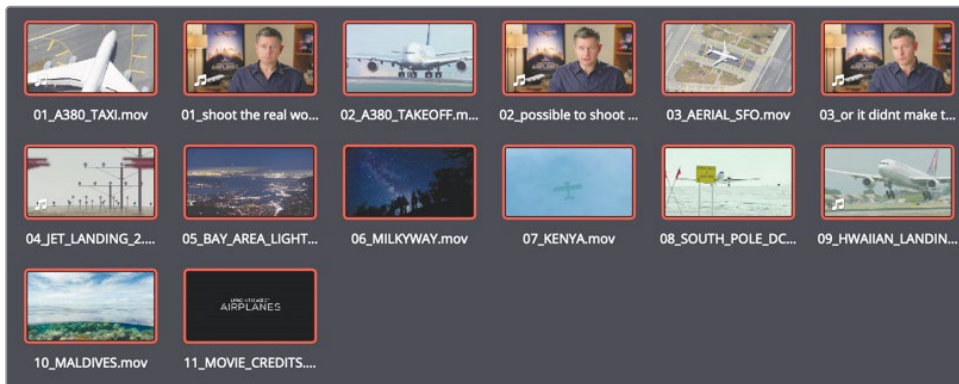 01_A380_TAXI.mov
01_shoot the real wo...
02_A380_TAKEOFF.m...
02_possible to shoot ...
03_AERIAL_SFO.mov
03_or it didnt make t...
04_JET_LANDING_2....
05_BAY_AREA_LIGHT...
06_MILKYWAY.mov
07_KENYA.mov
08_SOUTH_POLE_DC...
09_HWAIIAN_LANDIN...
AIRPLANES
10_MALDIVES.mov
11_MOVIE_CREDITS....